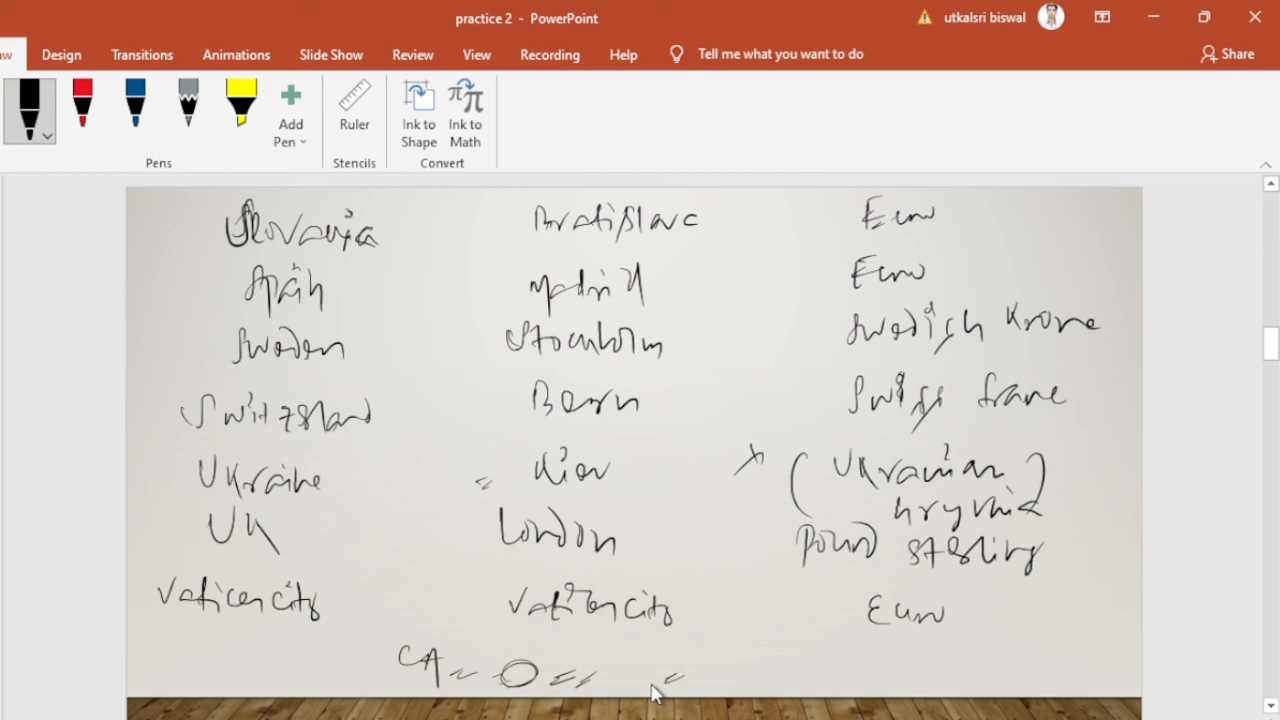 practice 2 - PowerPoint utkalsri biswal
Design Transitions Animations Slide Show Review View Recording Help Tell me what you want to do Share
Add Pen Ruler Ink to Shape Ink to Math
Pens Stencils Convert
Slovania Bratislava Euro
Spain Madrid Euro
Sweden Stockholm Swedish Krone
Switzerland Bern Swiss franc
Ukraine Kiev (Ukrainian
UK London hryvnia)
Pound Sterling
Vatican city Vatican city Euro
CA